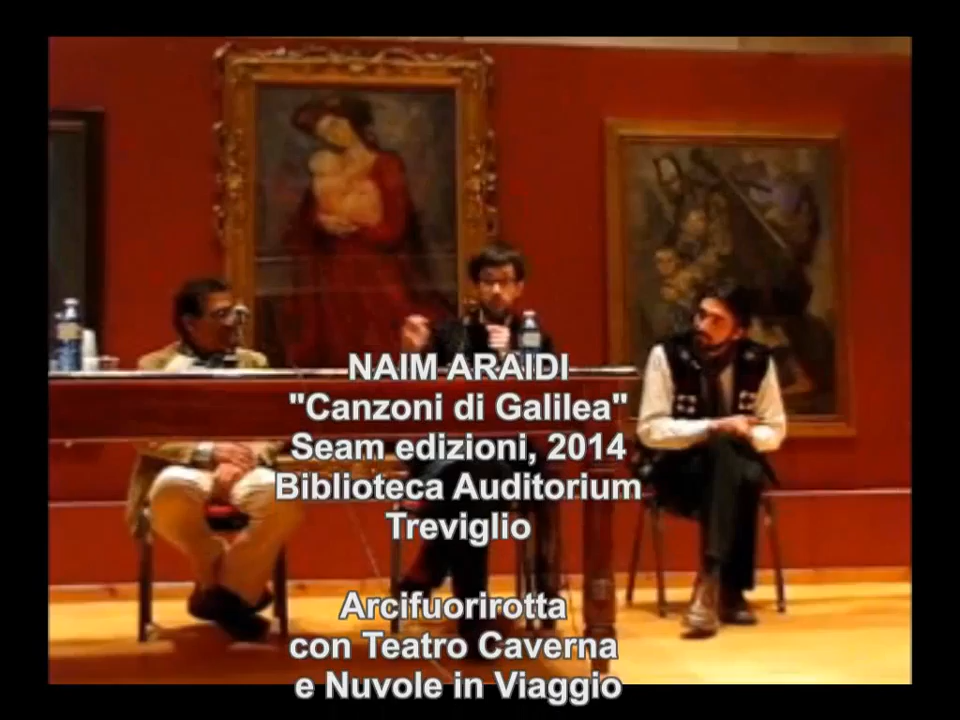 NAIM ARAIDI
"Canzoni di Galilea"
Seam edizioni, 2014
Biblioteca Auditorium
Treviglio
Arcifuorirotta
con Teatro Caverna
e Nuvole in Viaggio